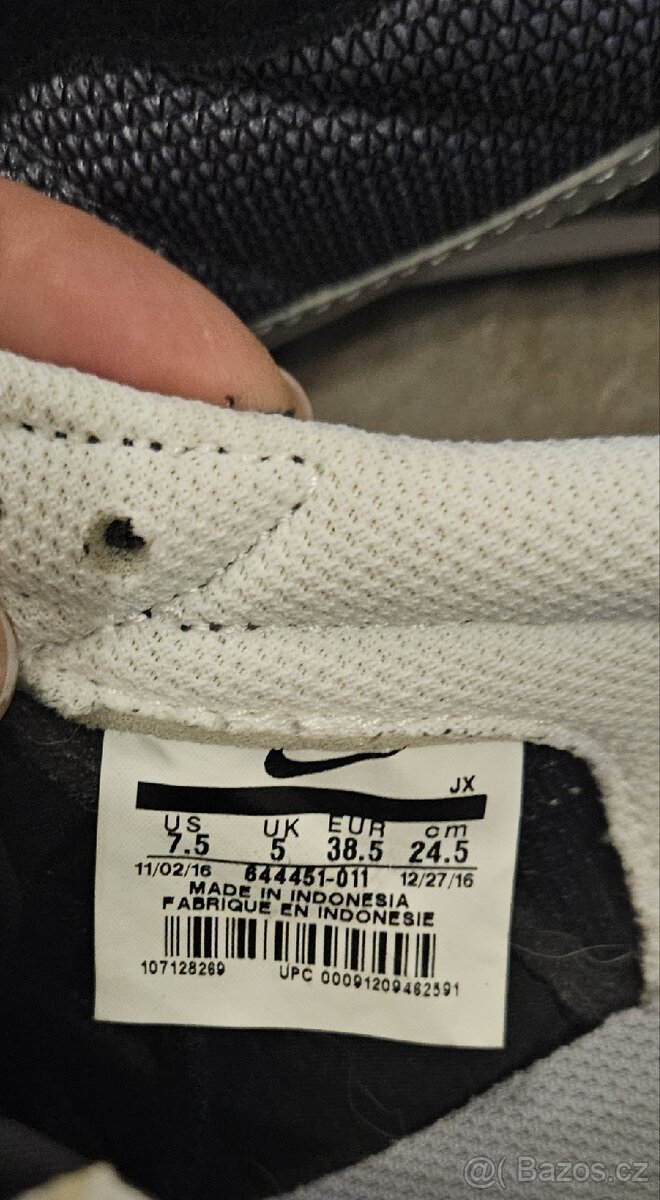 JX
US UK EUR cm
7.5 5 38.5 24.5
11/02/16 644451-011 12/27/16
MADE IN INDONESIA
FABRIQUE EN INDONESIE
107128269 UPC 00091209462591
@( Bazos.cz